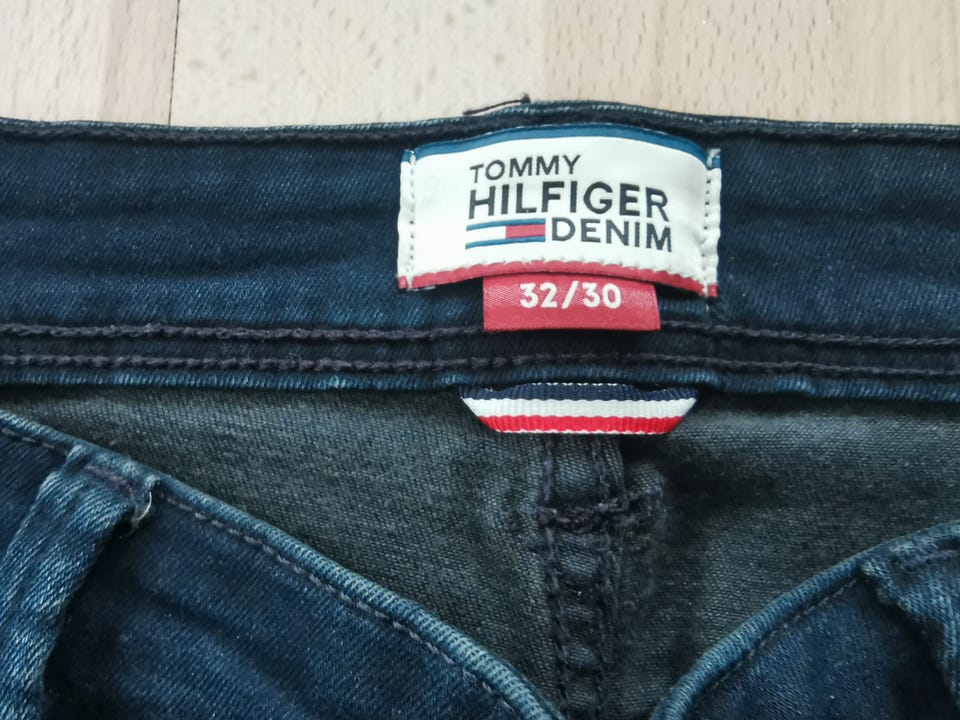 TOMMY
HILFIGER
DENIM
32/30